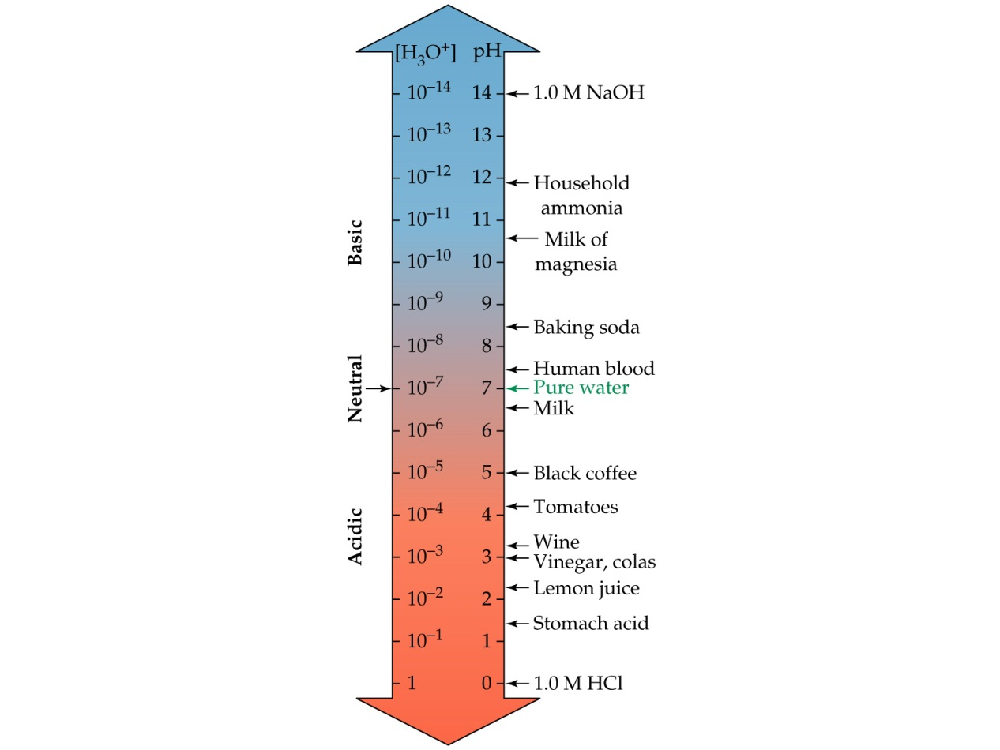 [H₃O⁺] pH
10⁻¹⁴ 14 1.0 M NaOH
10⁻¹³ 13
10⁻¹² 12 Household
ammonia
10⁻¹¹ 11
Milk of
magnesia
10⁻¹⁰ 10
Basic
10⁻⁹ 9
Baking soda
10⁻⁸ 8
Human blood
Neutral 10⁻⁷ 7 Pure water
Milk
10⁻⁶ 6
10⁻⁵ 5 Black coffee
Tomatoes
10⁻⁴ 4
Acidic
Wine
10⁻³ 3 Vinegar, colas
Lemon juice
10⁻² 2
Stomach acid
10⁻¹ 1
1 0 1.0 M HCl